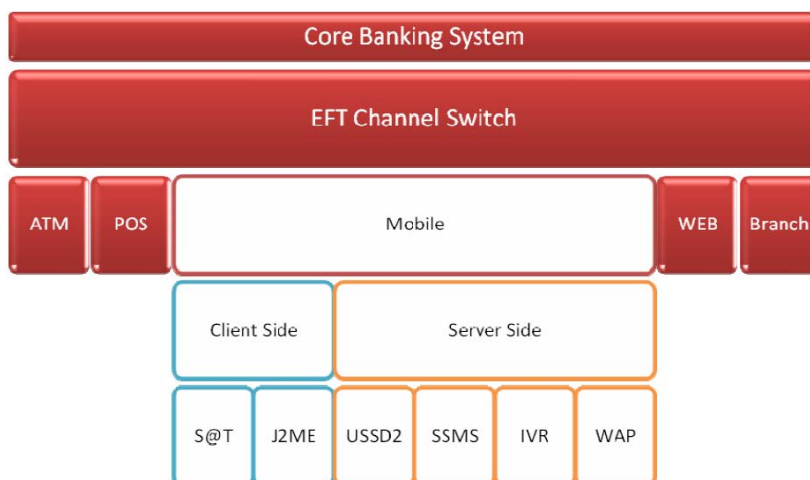 Core Banking System
EFT Channel Switch
ATM
POS
Mobile
WEB
Branch
Client Side
Server Side
S@T
J2ME
USSD2
SSMS
IVR
WAP